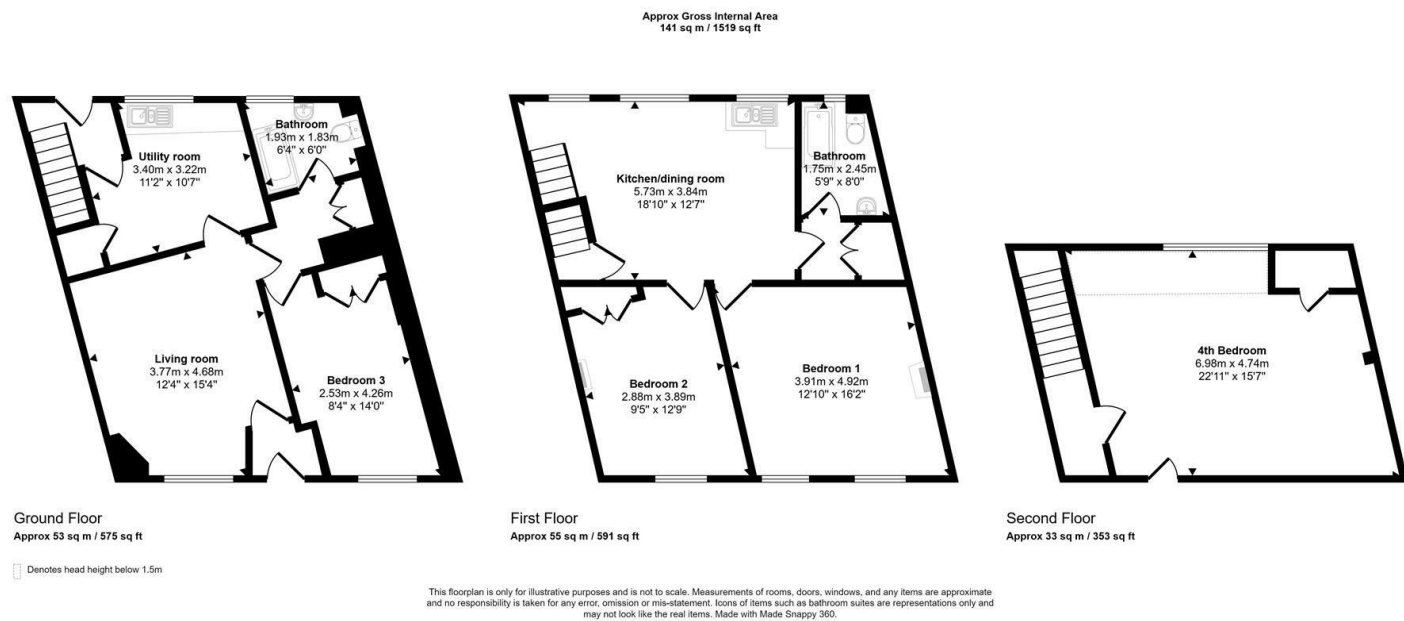 Approx Gross Internal Area
141 sq m / 1519 sq ft
Utility room
3.40m x 3.22m
11'2" x 10'7"
Bathroom
1.93m x 1.83m
6'4" x 6'0"
Living room
3.77m x 4.68m
12'4" x 15'4"
Bedroom 3
2.53m x 4.26m
8'4" x 14'0"
Ground Floor
Approx 53 sq m / 575 sq ft
Denotes head height below 1.5m
Kitchen/dining room
5.73m x 3.84m
18'10" x 12'7"
Bathroom
1.75m x 2.45m
5'9" x 8'0"
Bedroom 2
2.88m x 3.89m
9'5" x 12'9"
Bedroom 1
3.91m x 4.92m
12'10" x 16'2"
First Floor
Approx 55 sq m / 591 sq ft
4th Bedroom
6.98m x 4.74m
22'11" x 15'7"
Second Floor
Approx 33 sq m / 353 sq ft
This floorplan is only for illustrative purposes and is not to scale. Measurements of rooms, doors, windows, and any items are approximate
and no responsibility is taken for any error, omission or mis-statement. Icons of items such as bathroom suites are representations only and
may not look like the real items. Made with Made Snappy 360.